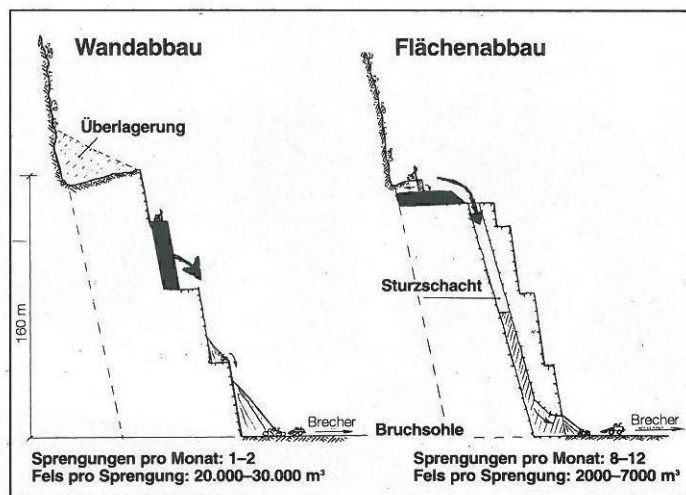 Wandabbau
Überlagerung
160 m
Brecher
Sprengungen pro Monat: 1–2
Fels pro Sprengung: 20.000–30.000 m³
Flächenabbau
Sturzschacht
Bruchsohle
Brecher
Sprengungen pro Monat: 8–12
Fels pro Sprengung: 2000–7000 m³